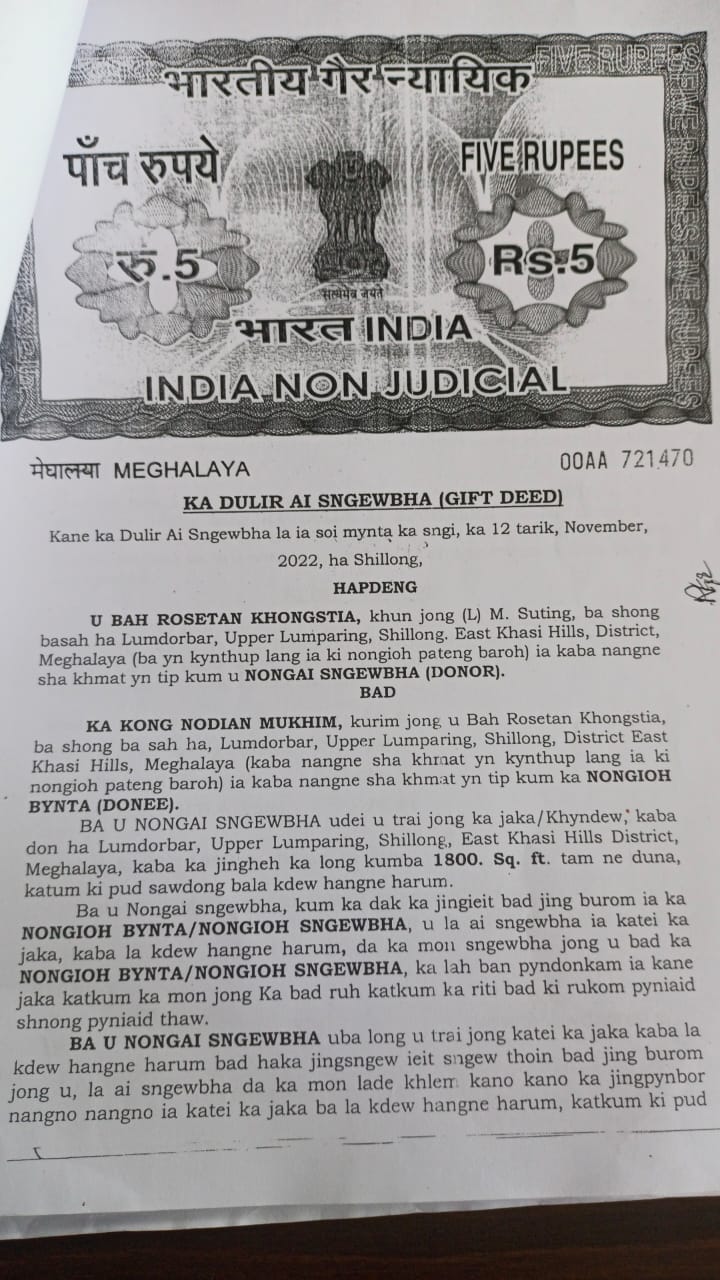 FIVE RUPEES
भारतीय गैर न्यायिक
पाँच रुपये
FIVE RUPEES
रु.5
Rs.5
सत्यमेव जयते
भारत INDIA
INDIA NON JUDICIAL
मेघालया MEGHALAYA
00AA 721470
KA DULIR AI SNGEWBHA (GIFT DEED)
Kane ka Dulir Ai Sngewbha la ia soi mynta ka sngi, ka 12 tarik, November,
2022, ha Shillong,
HAPDENG
U BAH ROSETAN KHONGSTIA, khun jong (L) M. Suting, ba shong
basah ha Lumdorbar, Upper Lumparing, Shillong. East Khasi Hills, District,
Meghalaya (ba yn kynthup lang ia ki nongioh pateng baroh) ia kaba nangne
sha khmat yn tip kum u NONGAI SNGEWBHA (DONOR).
BAD
KA KONG NODIAN MUKHIM, kurim jong u Bah Rosetan Khongstia,
ba shong ba sah ha, Lumdorbar, Upper Lumparing, Shillong, District East
Khasi Hills, Meghalaya (kaba nangne sha khmat yn kynthup lang ia ki
nongioh pateng baroh) ia kaba nangne sha khmat yn tip kum ka NONGIOH
BYNTA (DONEE).
BA U NONGAI SNGEWBHA udei u trai jong ka jaka/Khyndew, kaba
don ha Lumdorbar, Upper Lumparing, Shillong, East Khasi Hills District,
Meghalaya, kaba ka jingheh ka long kumba 1800. Sq. ft. tam ne duna,
katum ki pud sawdong bala kdew hangne harum.
Ba u Nongai sngewbha, kum ka dak ka jingieit bad jing burom ia ka
NONGIOH BYNTA/NONGIOH SNGEWBHA, u la ai sngewbha ia katei ka
jaka, kaba la kdew hangne harum, da ka mon sngewbha jong u bad ka
NONGIOH BYNTA/NONGIOH SNGEWBHA, ka lah ban pyndonkam ia kane
jaka katkum ka mon jong Ka bad ruh katkum ka riti bad ki rukom pyniaid
shnong pyniaid thaw.
BA U NONGAI SNGEWBHA uba long u trai jong katei ka jaka kaba la
kdew hangne harum bad haka jingsngew ieit sngew thoin bad jing burom
jong u, la ai sngewbha da ka mon lade khlem kano kano ka jingpynbor
nangno nangno ia katei ka jaka ba la kdew hangne harum, katkum ki pud